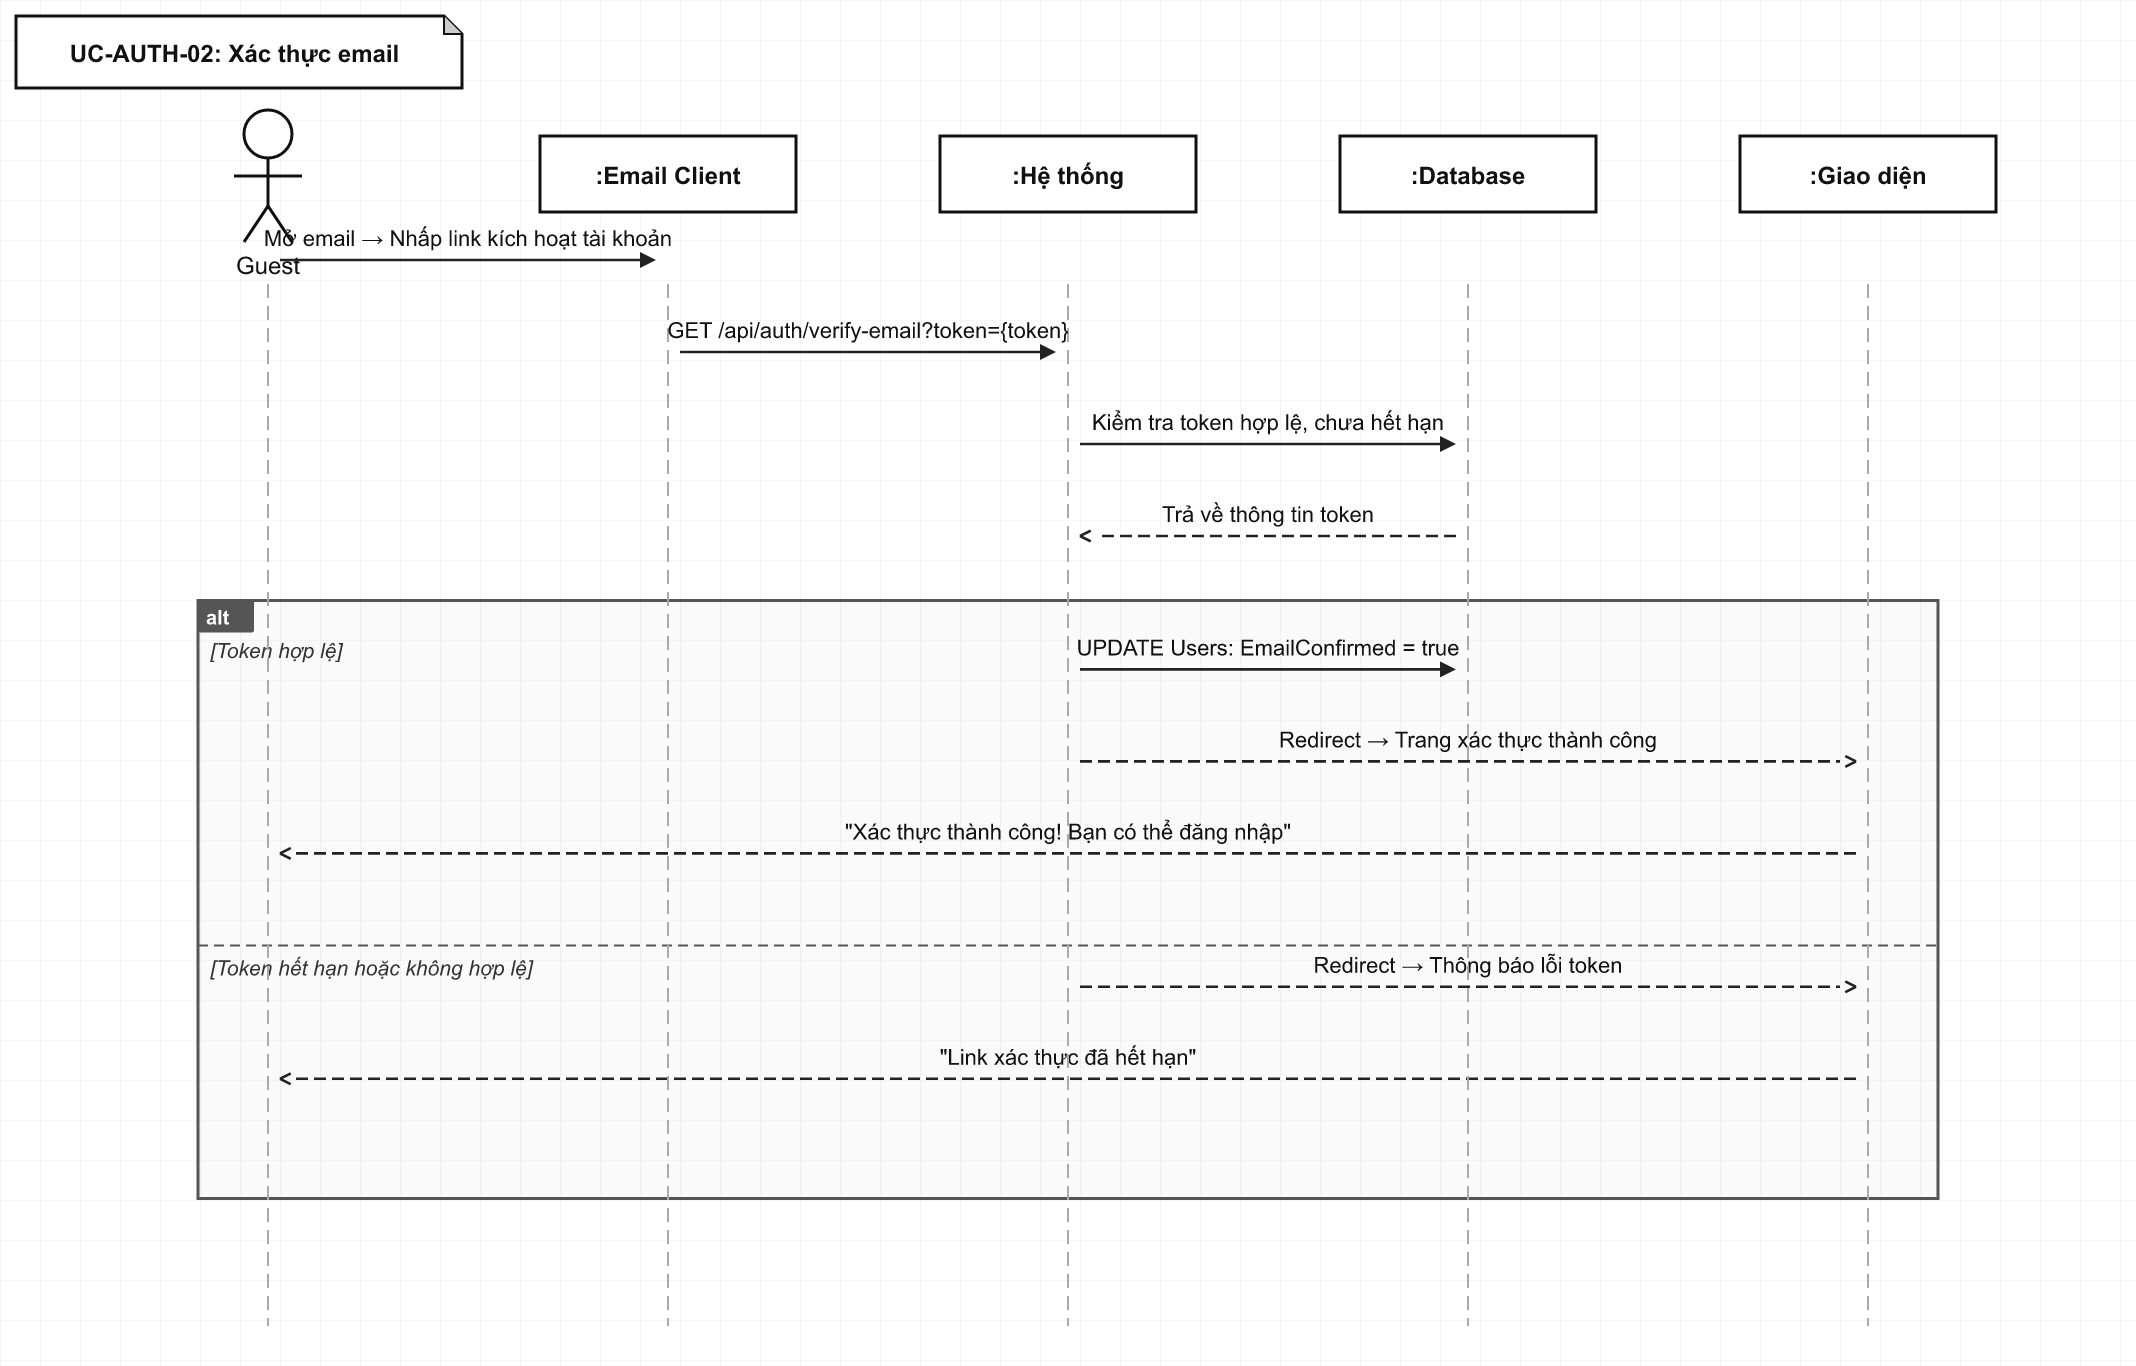 UC-AUTH-02: Xác thực email
:Email Client
:Hệ thống
:Database
:Giao diện
Mở email → Nhấp link kích hoạt tài khoản
Guest
GET /api/auth/verify-email?token={token}
Kiểm tra token hợp lệ, chưa hết hạn
Trả về thông tin token
alt
[Token hợp lệ]
UPDATE Users: EmailConfirmed = true
Redirect → Trang xác thực thành công
"Xác thực thành công! Bạn có thể đăng nhập"
[Token hết hạn hoặc không hợp lệ]
Redirect → Thông báo lỗi token
"Link xác thực đã hết hạn"